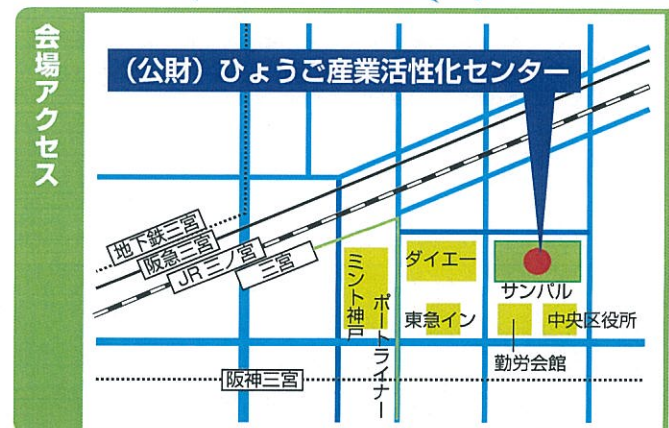 会場アクセス
（公財）ひょうご産業活性化センター
地下鉄三宮
阪急三宮
JR三ノ宮
三宮
ミント神戸
ポートライナー
ダイエー
サンパル
東急イン
中央区役所
勤労会館
阪神三宮